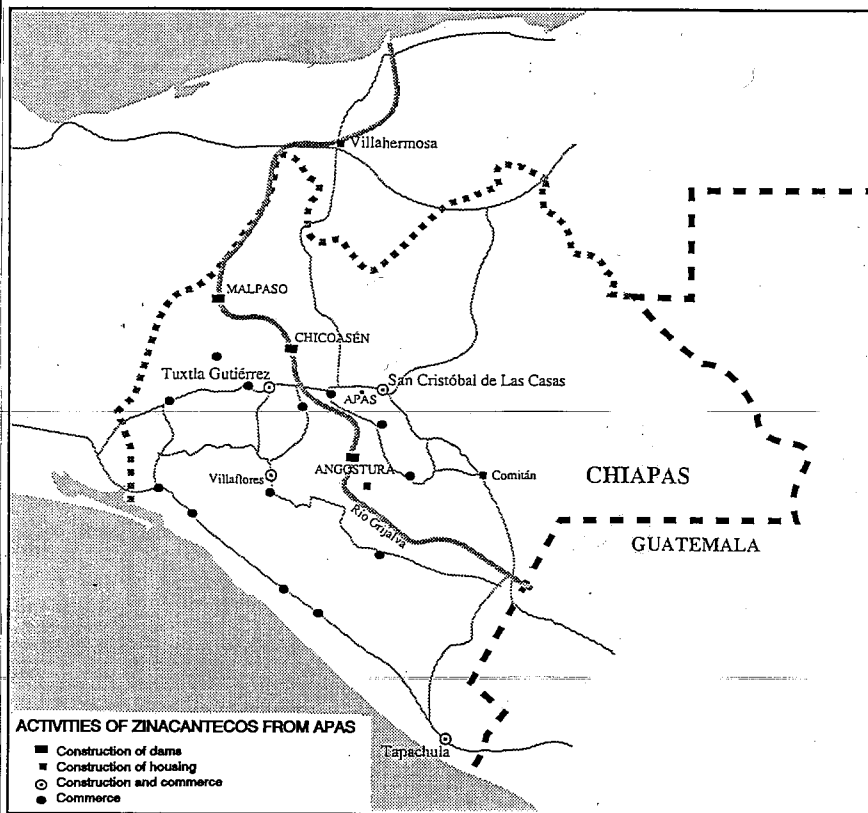 Villahermosa
MALPASO
CHICOASÉN
Tuxtla Gutiérrez
San Cristóbal de Las Casas
APAS
ANGOSTURA
Villaflores
Comitán
CHIAPAS
Río Grijalva
GUATEMALA
Tapachula
ACTIVITIES OF ZINACANTECOS FROM APAS
Construction of dams
Construction of housing
Construction and commerce
Commerce